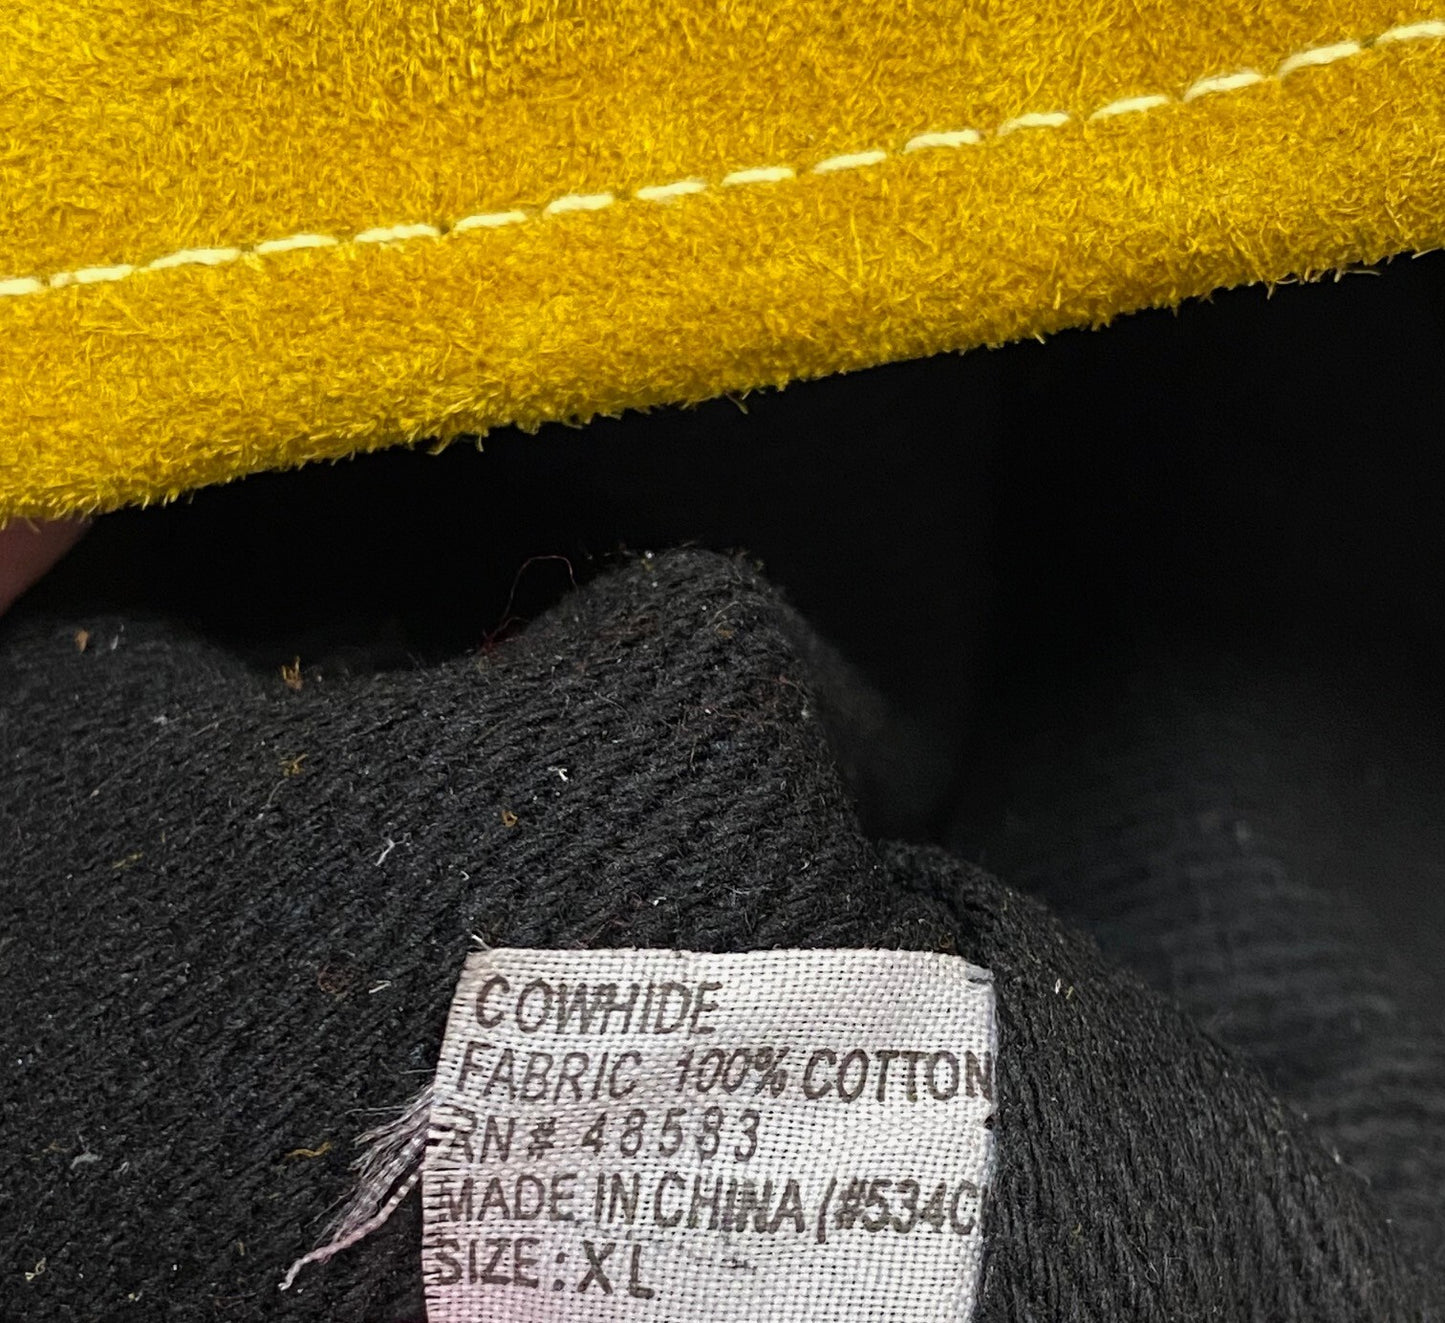 COWHIDE
FABRIC 100% COTTON
RN # 48583
MADE IN CHINA (#534C
SIZE: XL